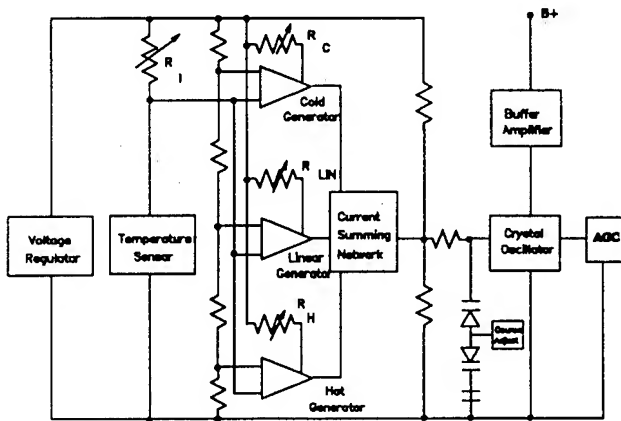 B+
R
C
R
I
Cold
Generator
Buffer
Amplifier
R
LIN
Voltage
Regulator
Temperature
Sensor
Linear
Generator
Current
Summing
Network
Crystal
Oscillator
AGC
Course
Adjust
R
H
Hot
Generator